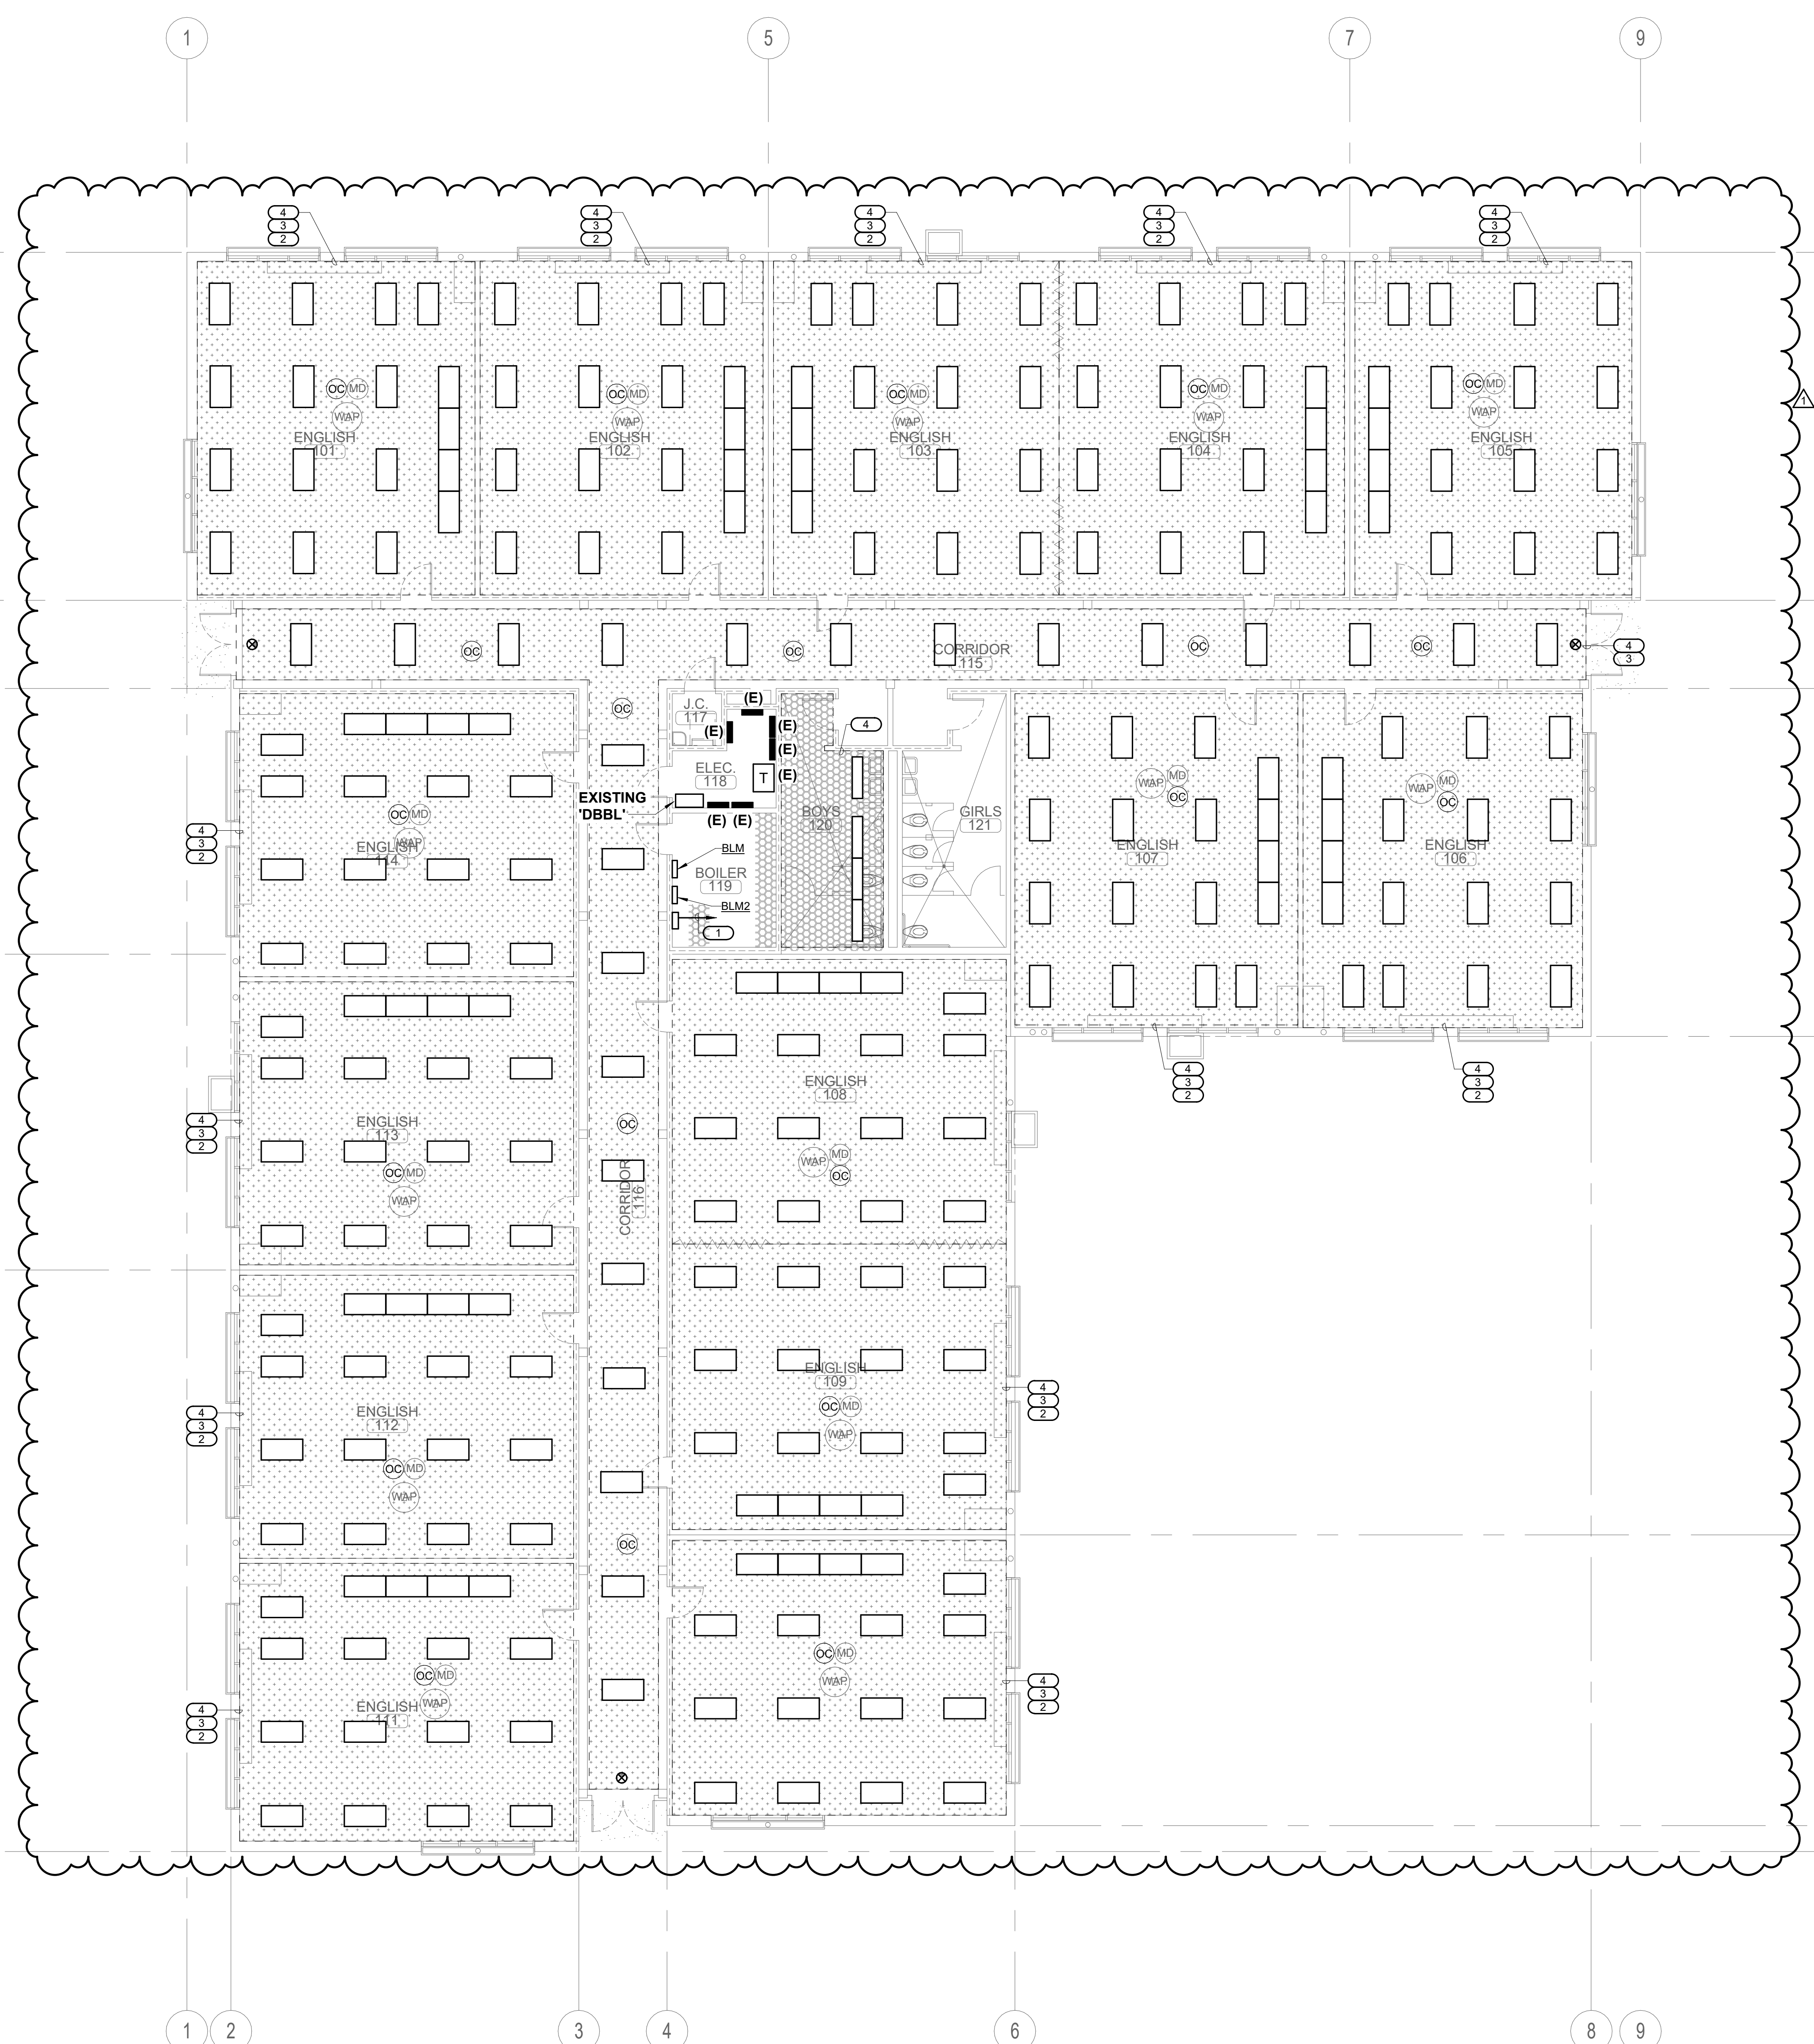 1
5
7
9
4
3
2
4
3
2
4
3
2
4
3
2
4
3
2
OC MD
WAP
ENGLISH
101
OC MD
WAP
ENGLISH
102
OC MD
WAP
ENGLISH
103
OC MD
WAP
ENGLISH
104
OC MD
WAP
ENGLISH
105
1
OC
OC
CORRIDOR
115
OC
OC
4
3
OC
J.C.
117
(E)
(E)
(E)
(E)
(E)
T
ELEC.
118
EXISTING
'DBBL'
(E) (E)
4
BOYS
120
GIRLS
121
BLM
BOILER
119
BLM2
1
WAP
MD
OC
ENGLISH
107
WAP
MD
OC
ENGLISH
106
4
3
2
OC MD
WAP
ENGLISH
114
4
3
2
4
3
2
ENGLISH
108
WAP
MD
OC
4
3
2
ENGLISH
113
OC MD
WAP
OC
CORRIDOR
116
ENGLISH
109
OC MD
WAP
4
3
2
4
3
2
ENGLISH
112
OC MD
WAP
OC
OC MD
WAP
4
3
2
4
3
2
OC MD
WAP
ENGLISH
111
1
2
3
4
6
8
9